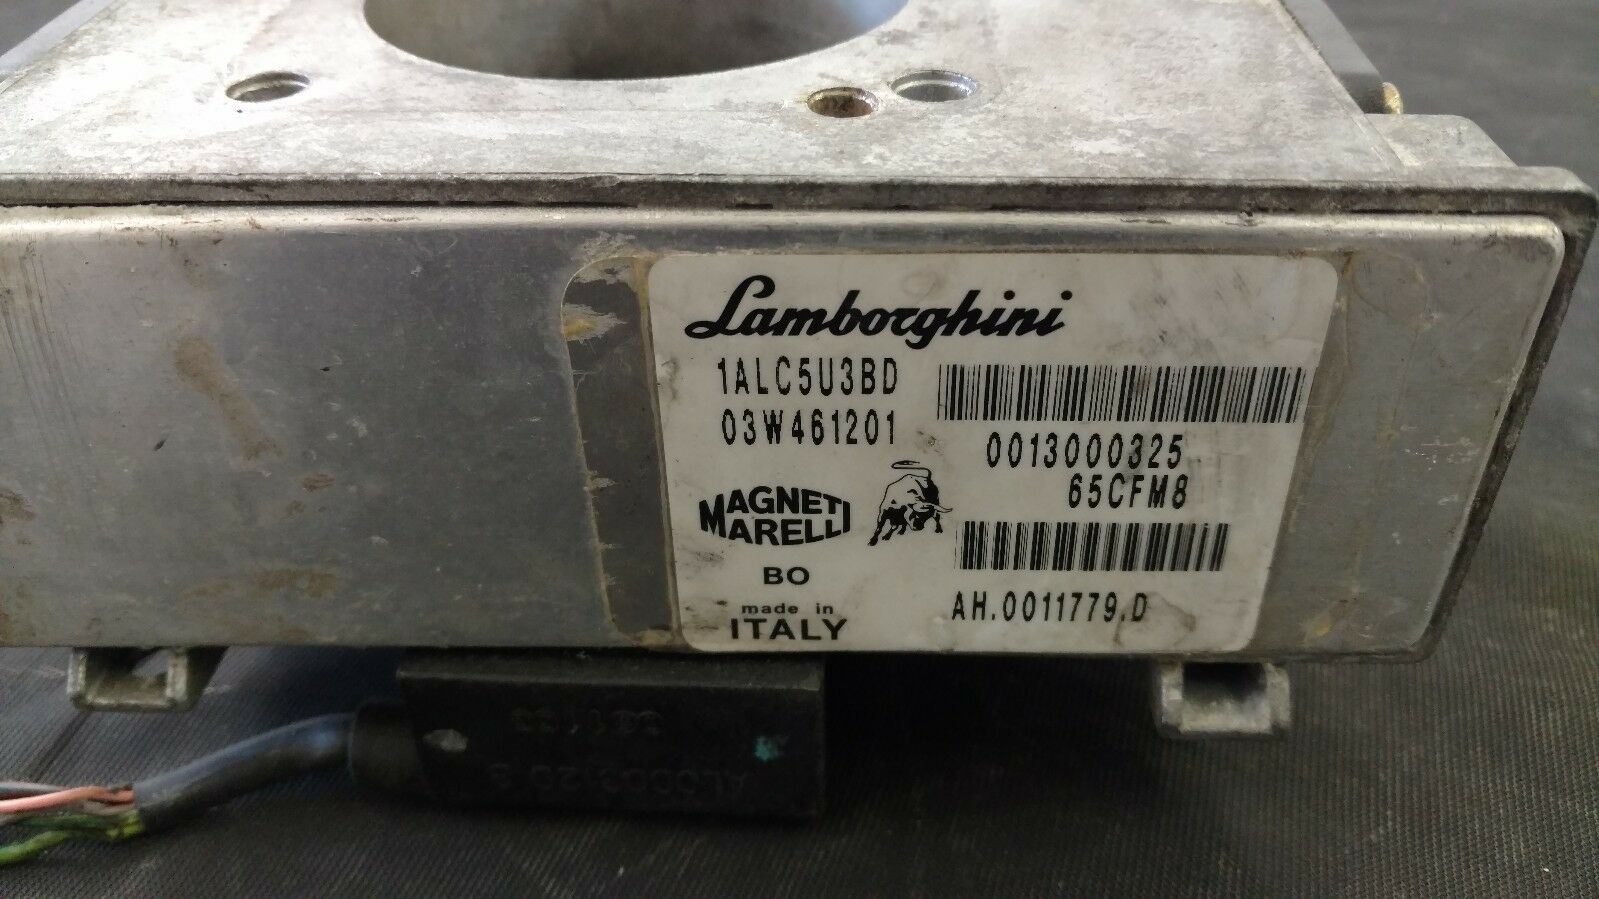 Lamborghini
1ALC5U3BD
03W461201
0013000325
65CFM8
MAGNETI
MARELLI
BO
made in
ITALY
AH.0011779.D